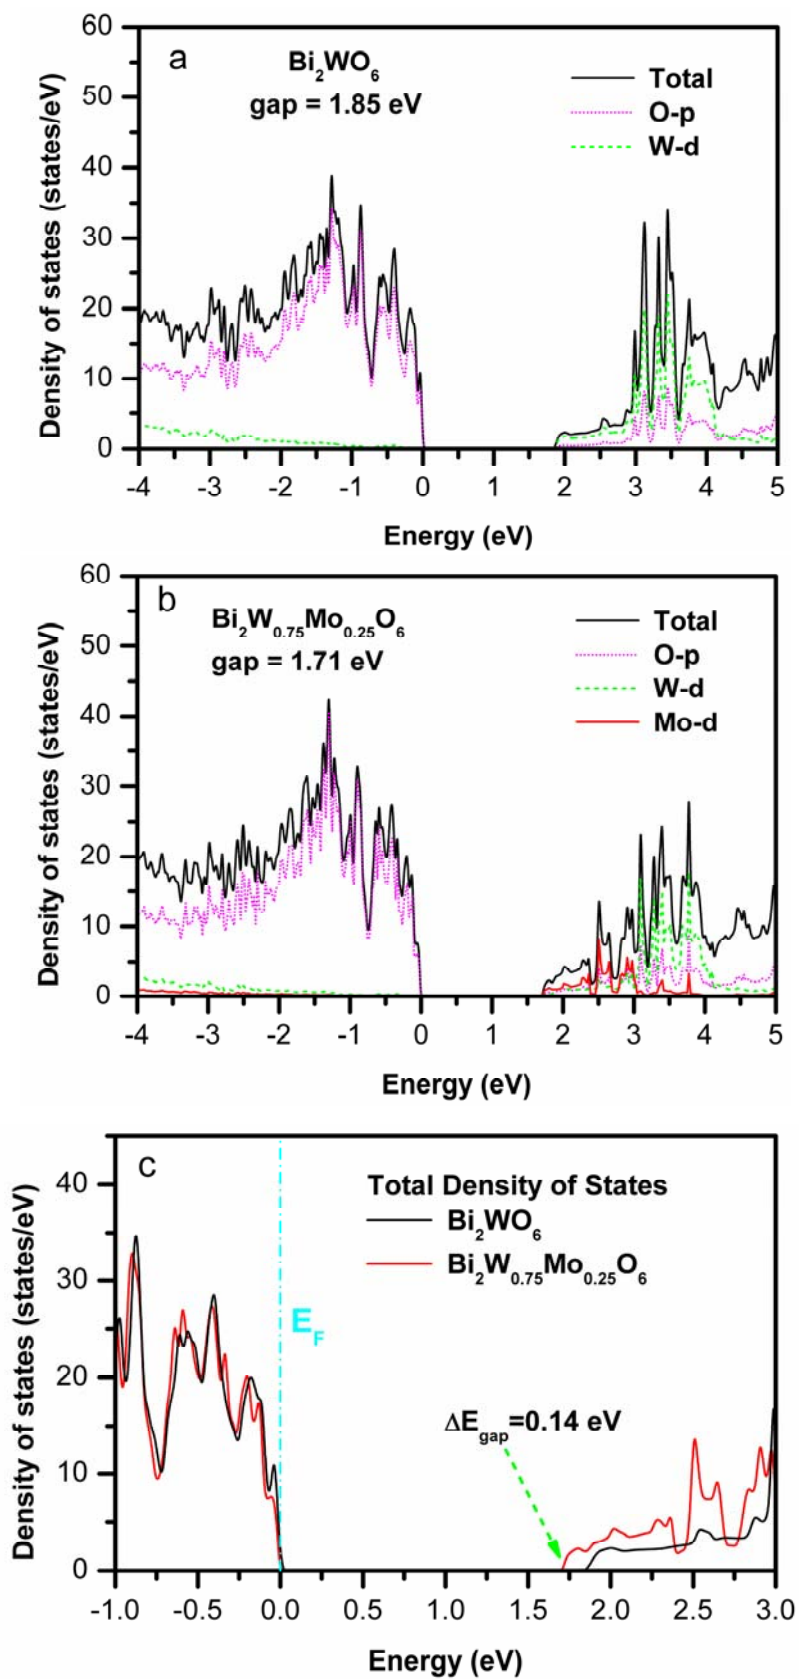 a
Bi₂WO₆
gap = 1.85 eV
Total
O-p
W-d
60
50
40
30
20
10
0
Density of states (states/eV)
-4 -3 -2 -1 0 1 2 3 4 5
Energy (eV)
b
Bi₂W₀.₇₅Mo₀.₂₅O₆
gap = 1.71 eV
Total
O-p
W-d
Mo-d
60
50
40
30
20
10
0
Density of states (states/eV)
-4 -3 -2 -1 0 1 2 3 4 5
Energy (eV)
c
Total Density of States
Bi₂WO₆
Bi₂W₀.₇₅Mo₀.₂₅O₆
E_F
ΔE_gap=0.14 eV
40
30
20
10
0
Density of states (states/eV)
-1.0 -0.5 0.0 0.5 1.0 1.5 2.0 2.5 3.0
Energy (eV)